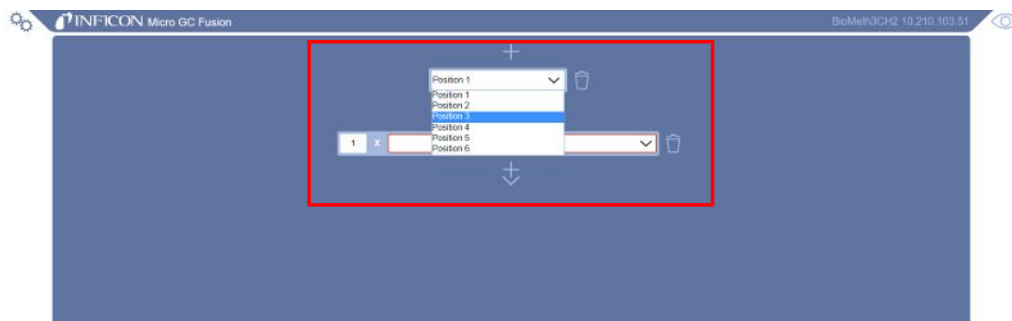 INFICON Micro GC Fusion
BioMeth3CH2 10.210.103.51
Position 1
Position 1
Position 2
Position 3
Position 4
Position 5
Position 6
1 X